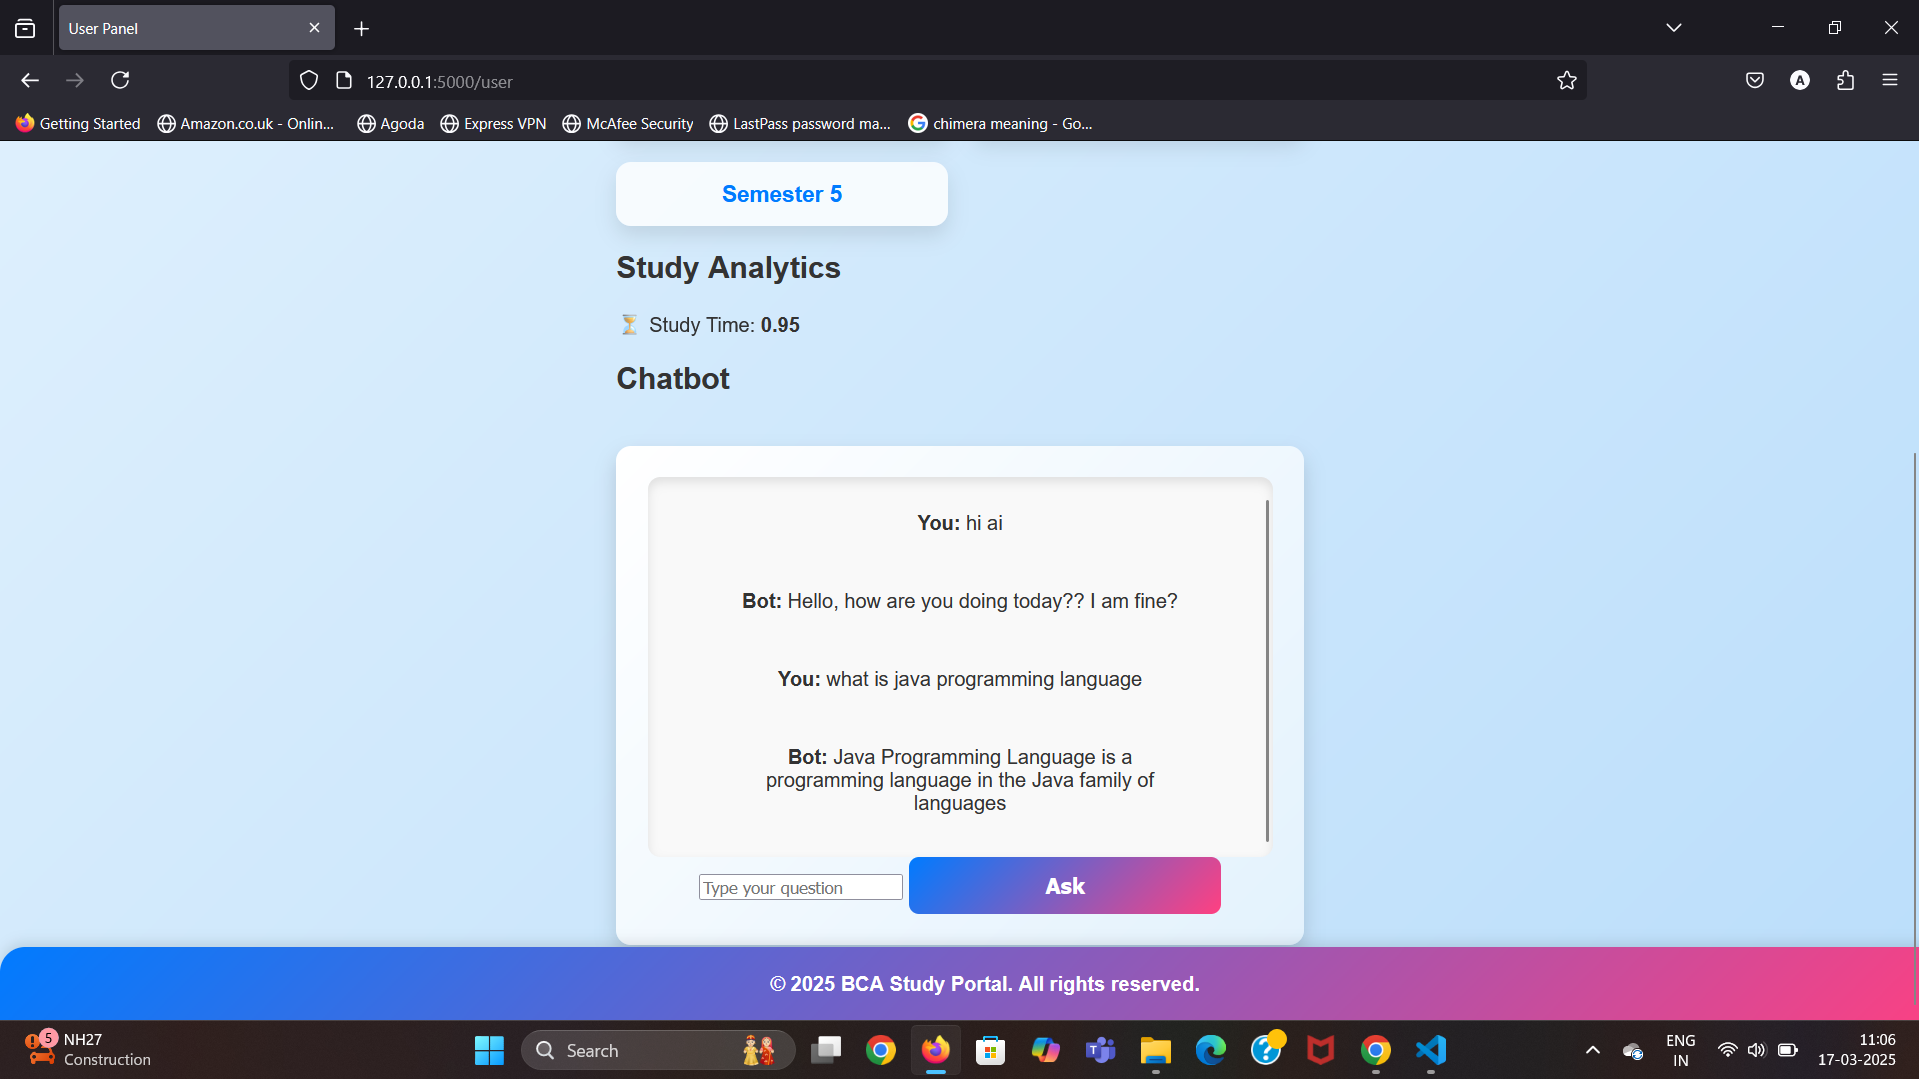 User Panel
127.0.0.1:5000/user
A
Getting Started
Amazon.co.uk - Onlin...
Agoda
Express VPN
McAfee Security
LastPass password ma...
chimera meaning - Go...
Semester 5
Study Analytics
Study Time: 0.95
Chatbot
You: hi ai
Bot: Hello, how are you doing today?? I am fine?
You: what is java programming language
Bot: Java Programming Language is a
programming language in the Java family of
languages
Type your question
Ask
© 2025 BCA Study Portal. All rights reserved.
5
NH27
Construction
Search
ENG
IN
11:06
17-03-2025